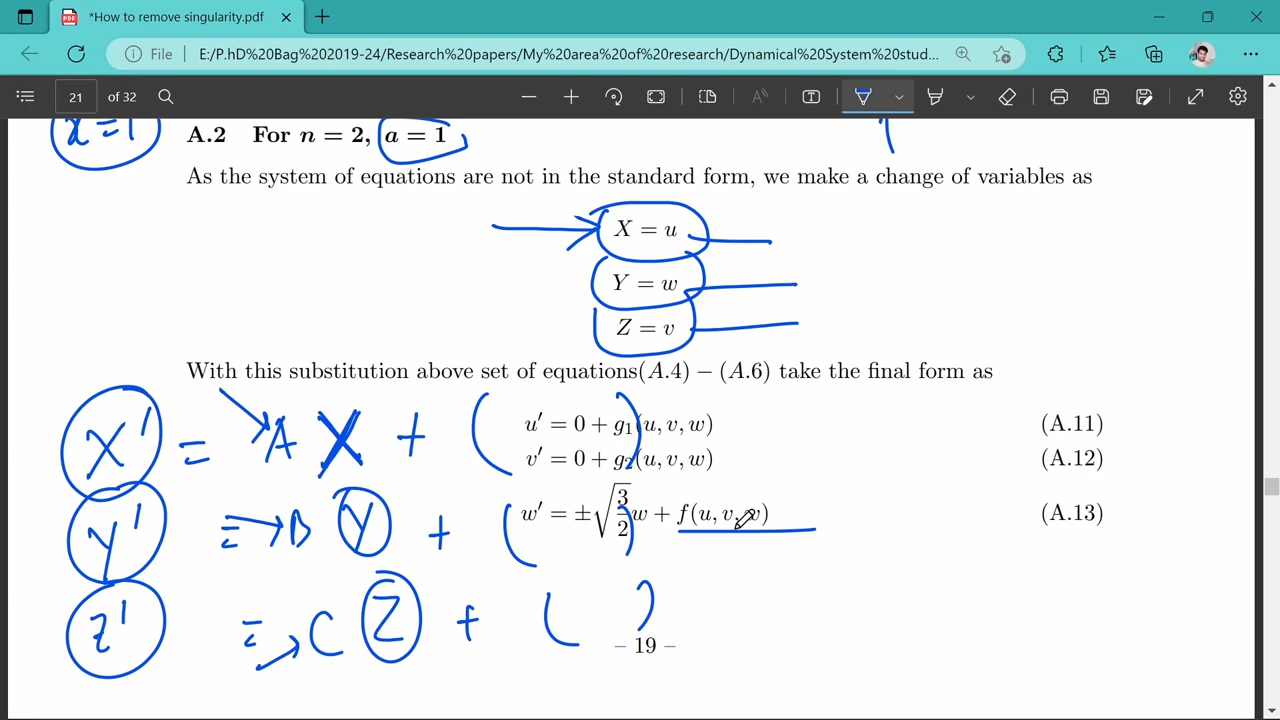 *How to remove singularity.pdf
File E:/P.hD%20Bag%202019-24/Research%20papers/My%20area%20of%20research/Dynamical%20System%20stud...
21 of 32
x = 1
A.2 For n = 2, a = 1
As the system of equations are not in the standard form, we make a change of variables as
X = u
Y = w
Z = v
With this substitution above set of equations(A.4) − (A.6) take the final form as
X' = A X + ( )
u′ = 0 + g₁(u, v, w) (A.11)
v′ = 0 + g₂(u, v, w) (A.12)
Y' = B Y + ( )
w′ = ±√(3/2)w + f(u, v, w) (A.13)
Z' = C Z + ( )
– 19 –